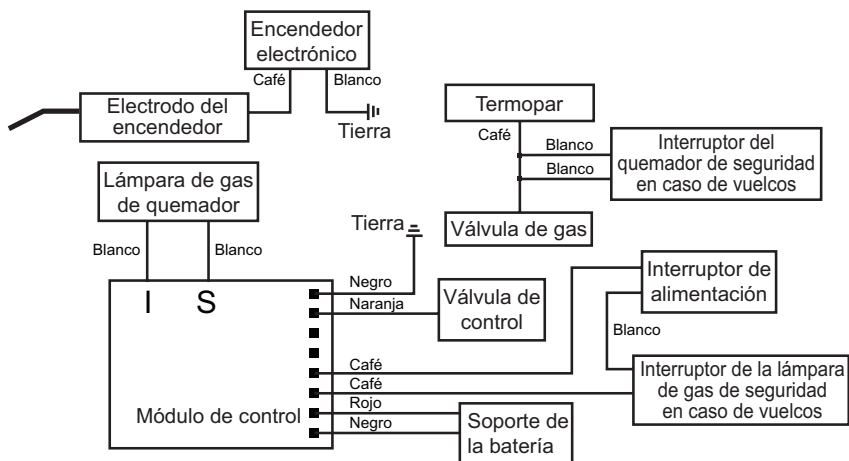 Encendedor
electrónico
Café
Blanco
Electrodo del
encendedor
Tierra
Termopar
Café
Blanco
Blanco
Interruptor del
quemador de seguridad
en caso de vuelcos
Válvula de gas
Lámpara de gas
de quemador
Blanco
Blanco
Tierra
I
S
Negro
Naranja
Válvula de
control
Interruptor de
alimentación
Blanco
Café
Café
Interruptor de la lámpara
de gas de seguridad
en caso de vuelcos
Módulo de control
Rojo
Negro
Soporte de
la batería